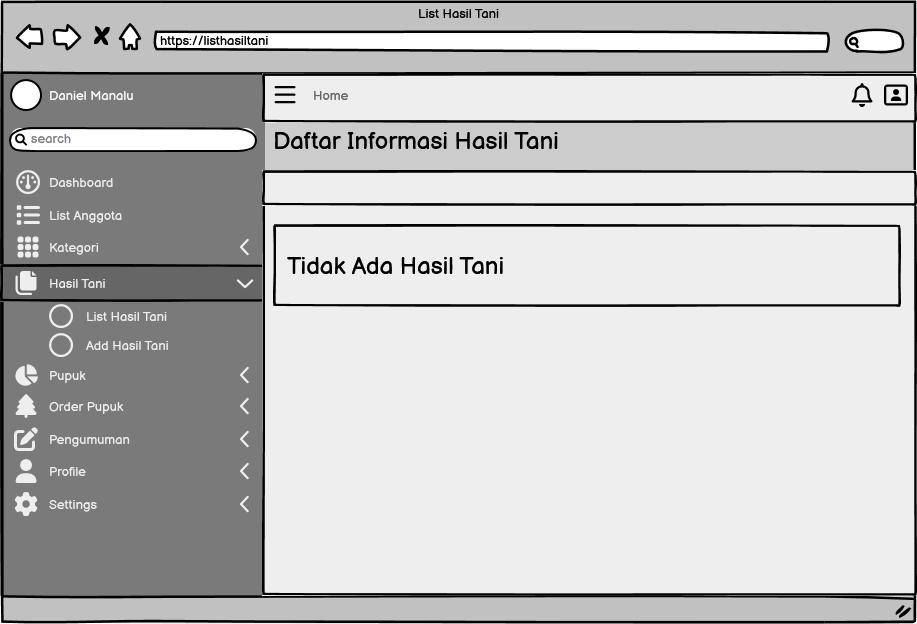 List Hasil Tani
https://listhasiltani
Daniel Manalu
Home
search
Daftar Informasi Hasil Tani
Dashboard
List Anggota
Kategori
Hasil Tani
List Hasil Tani
Add Hasil Tani
Pupuk
Order Pupuk
Pengumuman
Profile
Settings
Tidak Ada Hasil Tani